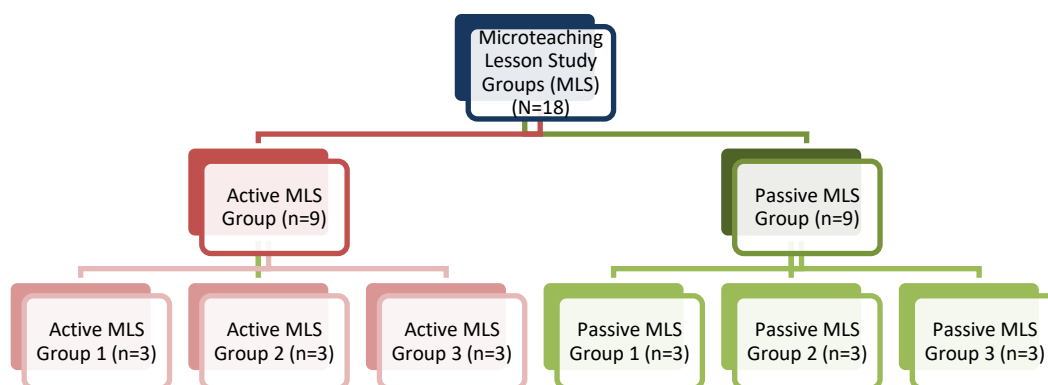 Microteaching
Lesson Study
Groups (MLS)
(N=18)
Active MLS
Group (n=9)
Passive MLS
Group (n=9)
Active MLS
Group 1 (n=3)
Active MLS
Group 2 (n=3)
Active MLS
Group 3 (n=3)
Passive MLS
Group 1 (n=3)
Passive MLS
Group 2 (n=3)
Passive MLS
Group 3 (n=3)